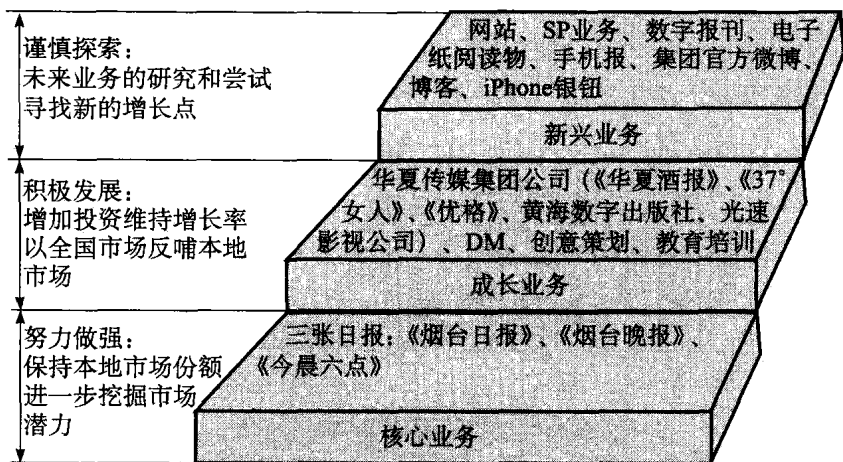 谨慎探索：
未来业务的研究和尝试
寻找新的增长点
网站、SP业务、数字报刊、电子
纸阅读物、手机报、集团官方微博、
博客、iPhone银钮
新兴业务
积极发展：
增加投资维持增长率
以全国市场反哺本地
市场
华夏传媒集团公司（《华夏酒报》、《37°
女人》、《优格》、黄海数字出版社、光速
影视公司）、DM、创意策划、教育培训
成长业务
努力做强：
保持本地市场份额
进一步挖掘市场
潜力
三张日报：《烟台日报》、《烟台晚报》、
《今晨六点》
核心业务